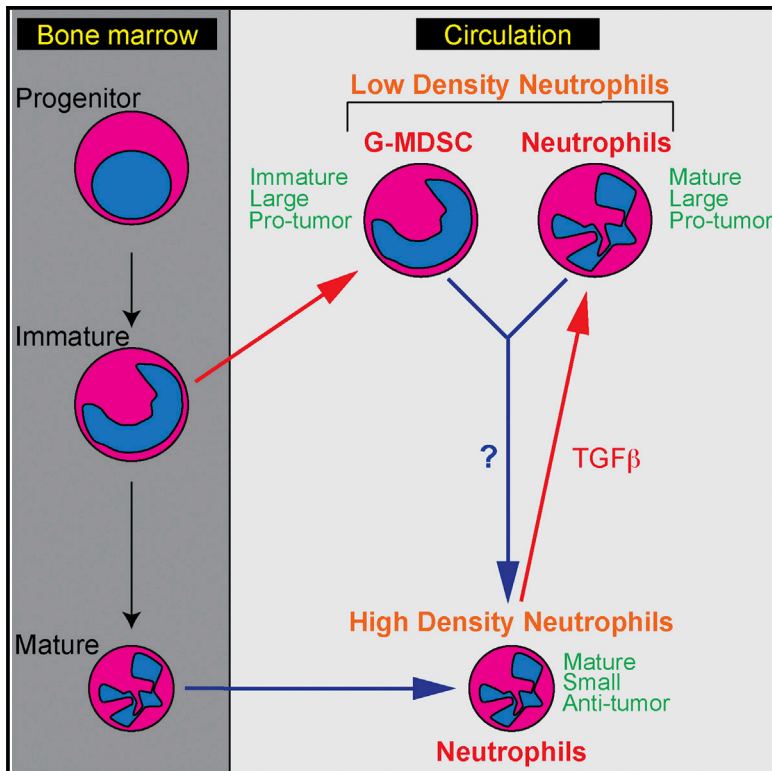 Bone marrow
Circulation
Progenitor
Immature
Mature
Low Density Neutrophils
G-MDSC
Neutrophils
Immature
Large
Pro-tumor
Mature
Large
Pro-tumor
?
TGFβ
High Density Neutrophils
Mature
Small
Anti-tumor
Neutrophils